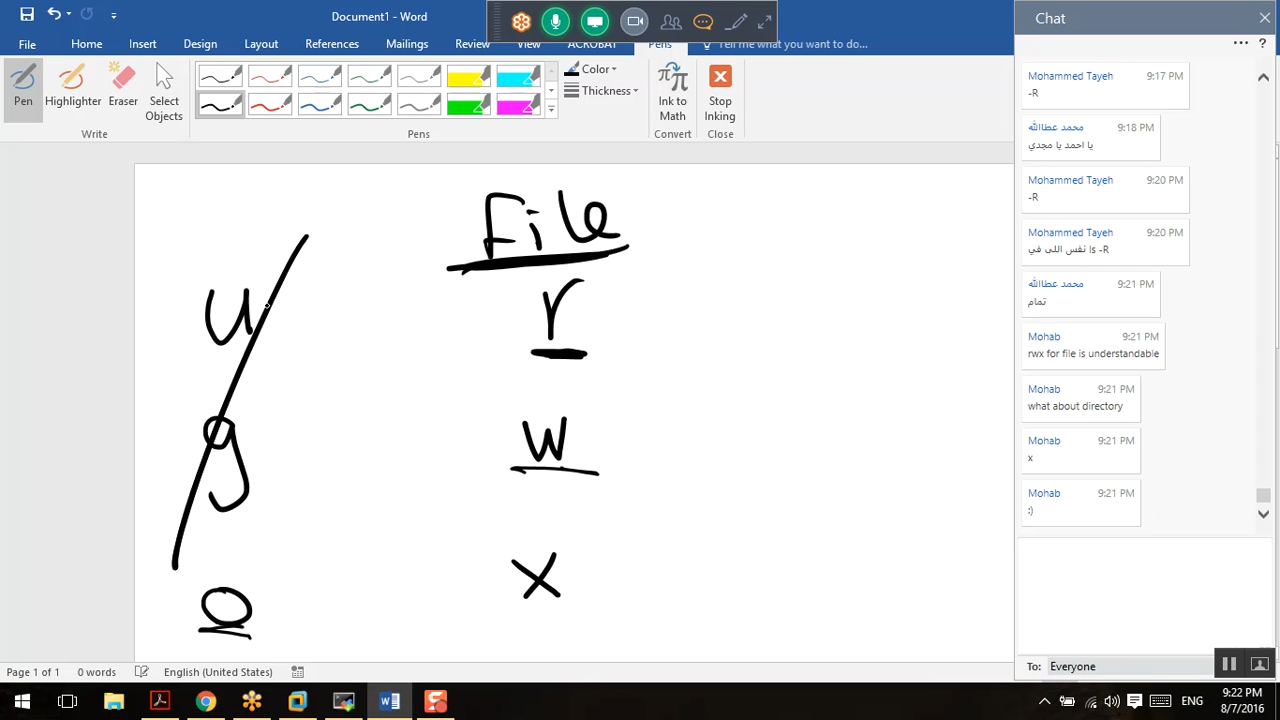 Document1 - Word
File Home Insert Design Layout References Mailings Review View ACROBAT Pens Tell me what you want to do...
Pen Highlighter Eraser Select Objects
Color
Thickness
Ink to Math
Stop Inking
Write Pens Convert Close
File
u r
g w
o x
Chat
Mohammed Tayeh 9:17 PM
-R
محمد عطاالله 9:18 PM
يا احمد يا مجدي
Mohammed Tayeh 9:20 PM
-R
Mohammed Tayeh 9:20 PM
نفس اللى في ls -R
محمد عطاالله 9:21 PM
تمام
Mohab 9:21 PM
rwx for file is understandable
Mohab 9:21 PM
what about directory
Mohab 9:21 PM
x
Mohab 9:21 PM
:)
To: Everyone
Page 1 of 1 0 words English (United States)
ENG
9:22 PM
8/7/2016